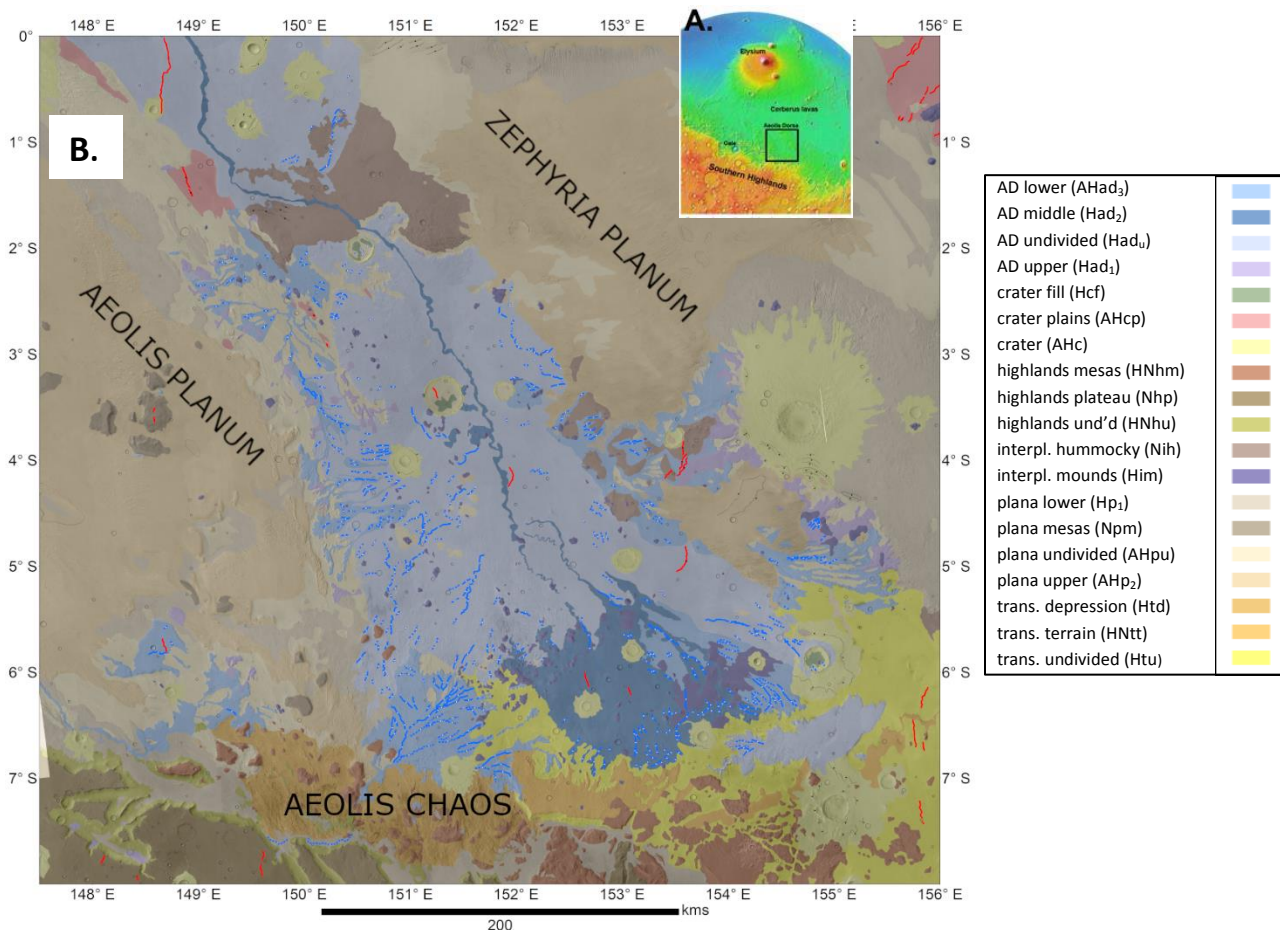 148° E 149° E 150° E 151° E 152° E 153° E E 156° E
A.
Elysium
Cerberus lavas
Aeolis Dorsa
Gale
Southern Highlands
B.
0°
1° S
2° S
3° S
4° S
5° S
6° S
7° S
ZEPHYRIA PLANUM
AEOLIS PLANUM
AEOLIS CHAOS
1° S
2° S
3° S
4° S
5° S
6° S
7° S
148° E 149° E 150° E 151° E 152° E 153° E 154° E 155° E 156° E
kms
200
AD lower (AHad₃)
AD middle (Had₂)
AD undivided (Hadᵤ)
AD upper (Had₁)
crater fill (Hcf)
crater plains (AHcp)
crater (AHc)
highlands mesas (HNhm)
highlands plateau (Nhp)
highlands und’d (HNhu)
interpl. hummocky (Nih)
interpl. mounds (Him)
plana lower (Hp₁)
plana mesas (Npm)
plana undivided (AHpu)
plana upper (AHp₂)
trans. depression (Htd)
trans. terrain (HNtt)
trans. undivided (Htu)